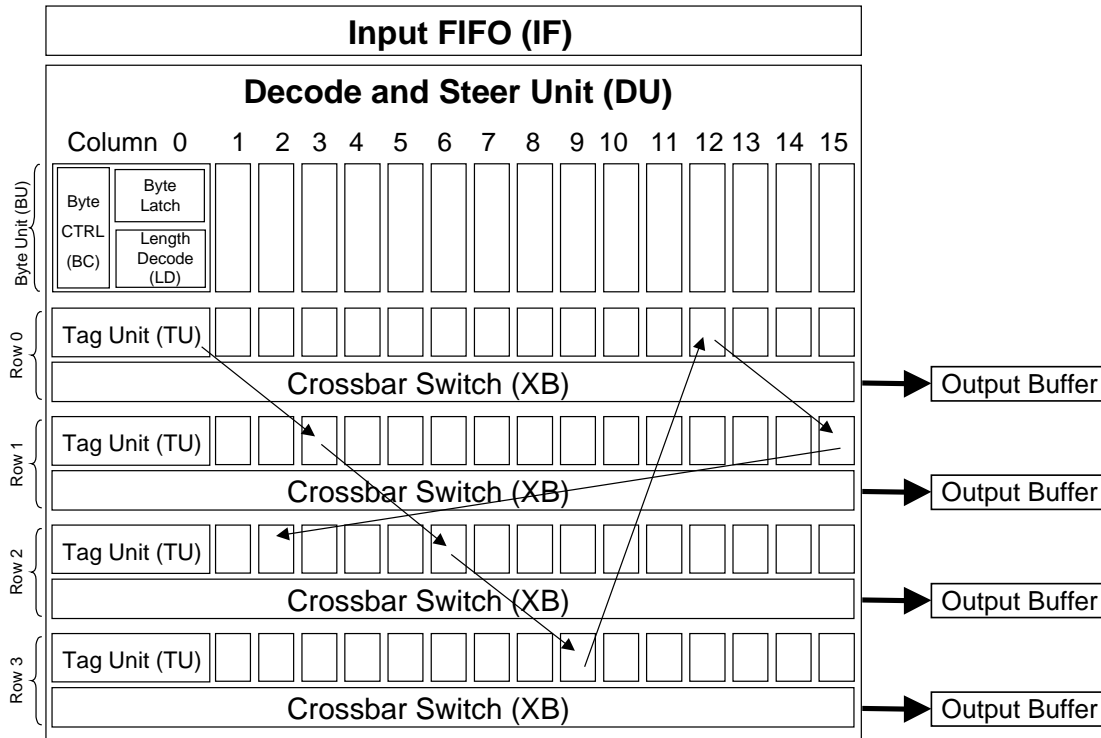 Input FIFO (IF)
Decode and Steer Unit (DU)
Column 0 1 2 3 4 5 6 7 8 9 10 11 12 13 14 15
Byte Unit (BU)
Byte
CTRL
(BC)
Byte
Latch
Length
Decode
(LD)
Row 0
Tag Unit (TU)
Crossbar Switch (XB)
Output Buffer
Row 1
Tag Unit (TU)
Crossbar Switch (XB)
Output Buffer
Row 2
Tag Unit (TU)
Crossbar Switch (XB)
Output Buffer
Row 3
Tag Unit (TU)
Crossbar Switch (XB)
Output Buffer